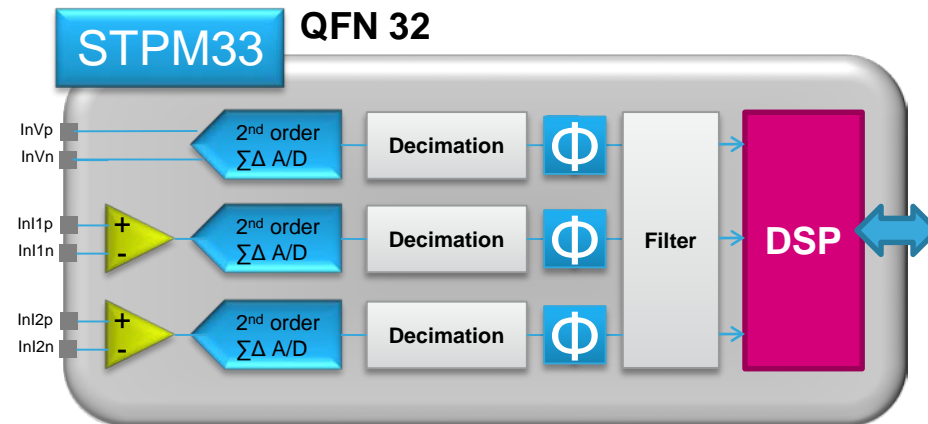 STPM33
QFN 32
InVp
InVn
2nd order
∑Δ A/D
Decimation
Φ
InI1p
InI1n
+
-
2nd order
∑Δ A/D
Decimation
Φ
InI2p
InI2n
+
-
2nd order
∑Δ A/D
Decimation
Φ
Filter
DSP